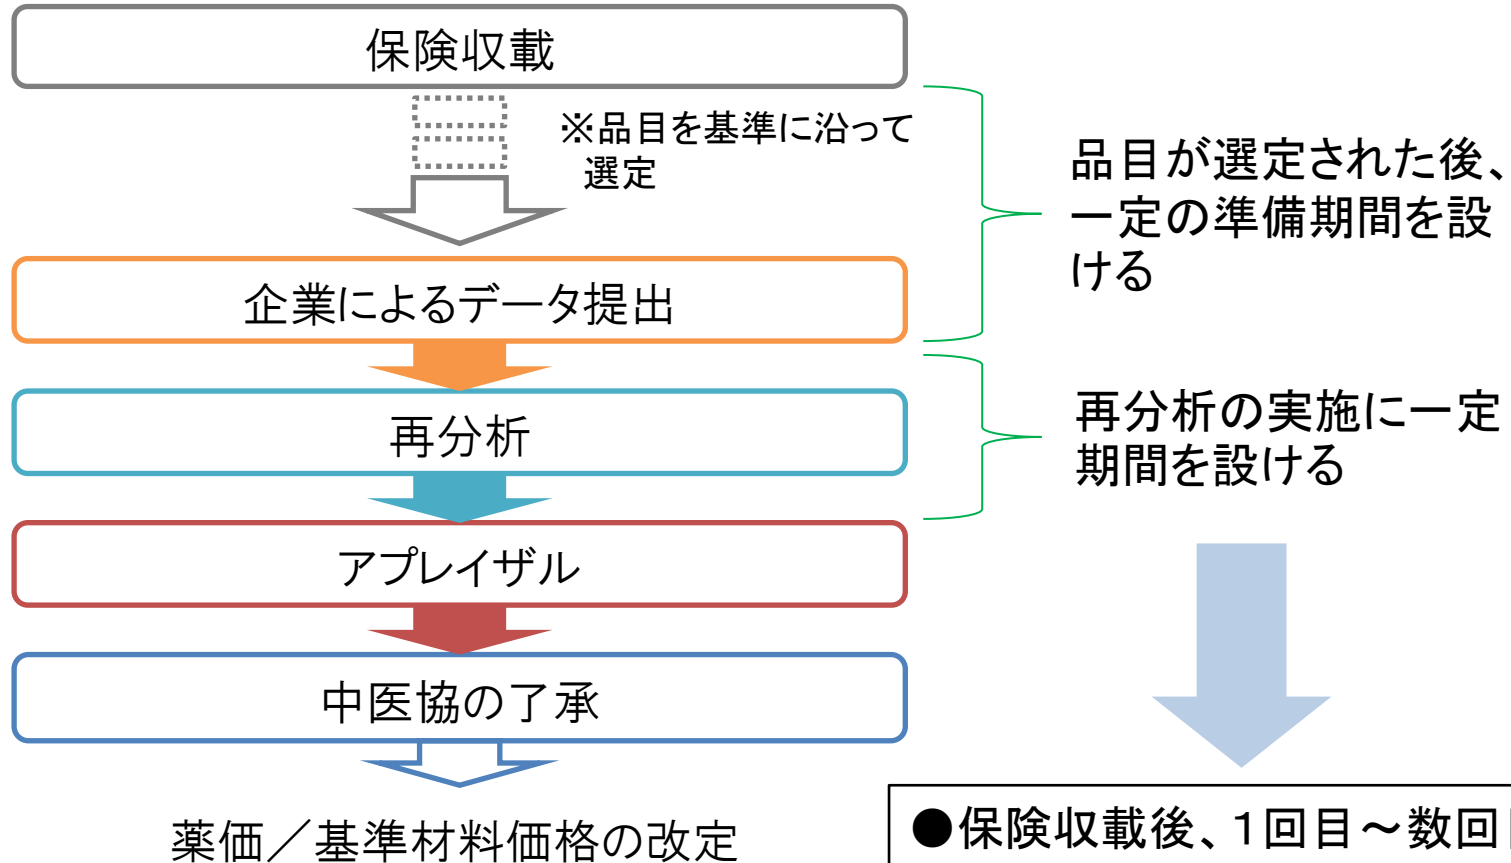 保険収載
※品目を基準に沿って
選定
品目が選定された後、
一定の準備期間を設
ける
企業によるデータ提出
再分析
再分析の実施に一定
期間を設ける
アプレイザル
中医協の了承
薬価／基準材料価格の改定
●保険収載後、１回目～数回